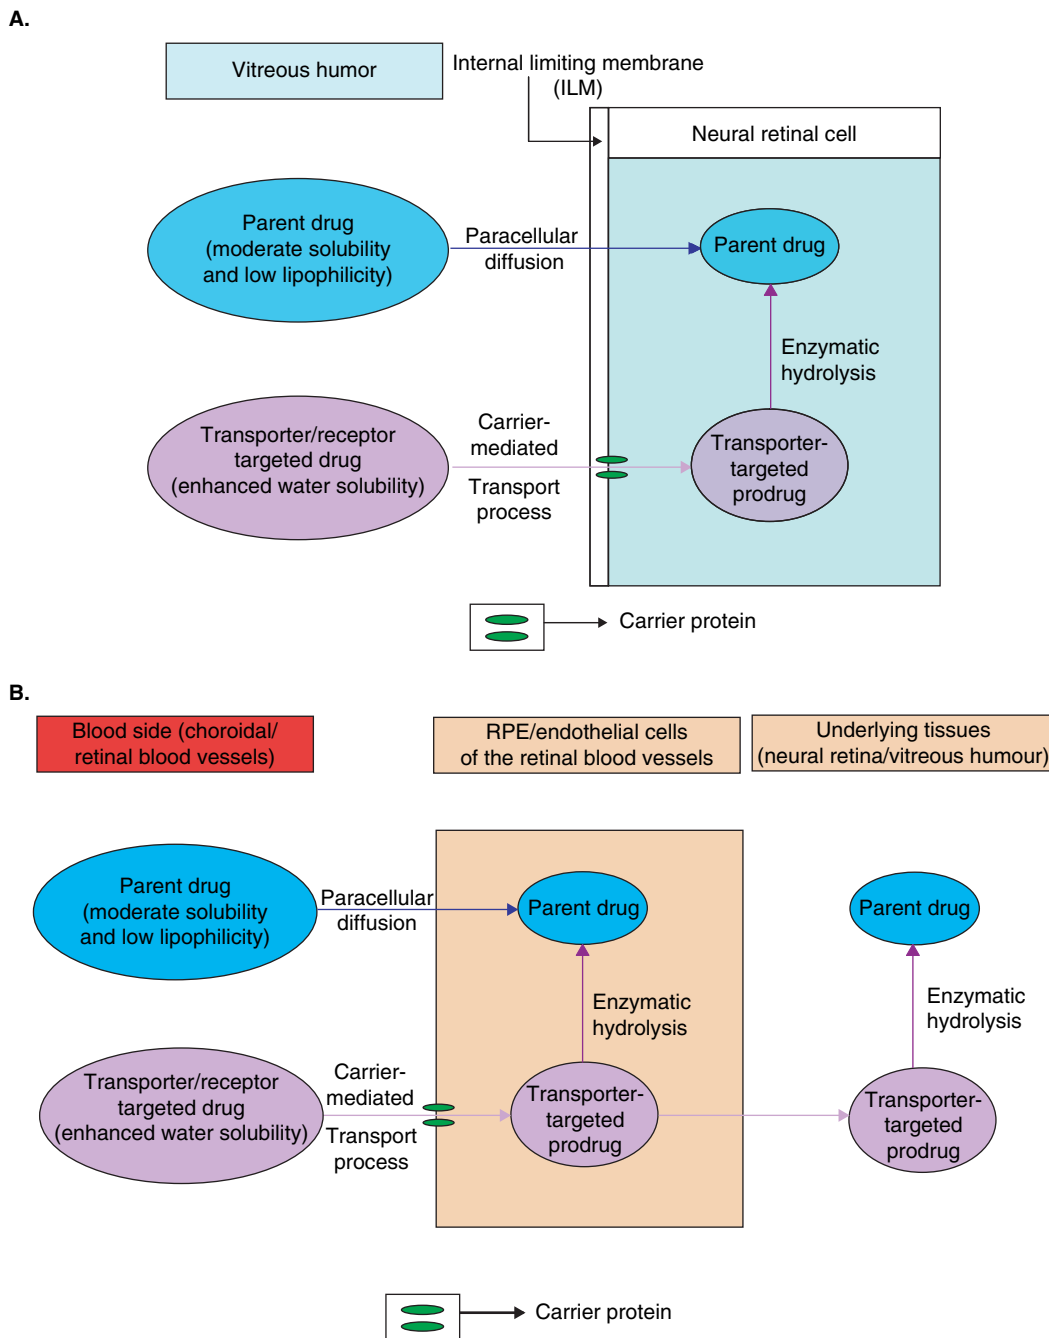 A.
Vitreous humor
Internal limiting membrane
(ILM)
Neural retinal cell
Parent drug
(moderate solubility
and low lipophilicity)
Paracellular
diffusion
Parent drug
Enzymatic
hydrolysis
Transporter/receptor
targeted drug
(enhanced water solubility)
Carrier-
mediated
Transport
process
Transporter-
targeted
prodrug
Carrier protein
B.
Blood side (choroidal/
retinal blood vessels)
RPE/endothelial cells
of the retinal blood vessels
Underlying tissues
(neural retina/vitreous humour)
Parent drug
(moderate solubility
and low lipophilicity)
Paracellular
diffusion
Parent drug
Parent drug
Enzymatic
hydrolysis
Enzymatic
hydrolysis
Transporter/receptor
targeted drug
(enhanced water solubility)
Carrier-
mediated
Transport
process
Transporter-
targeted
prodrug
Transporter-
targeted
prodrug
Carrier protein